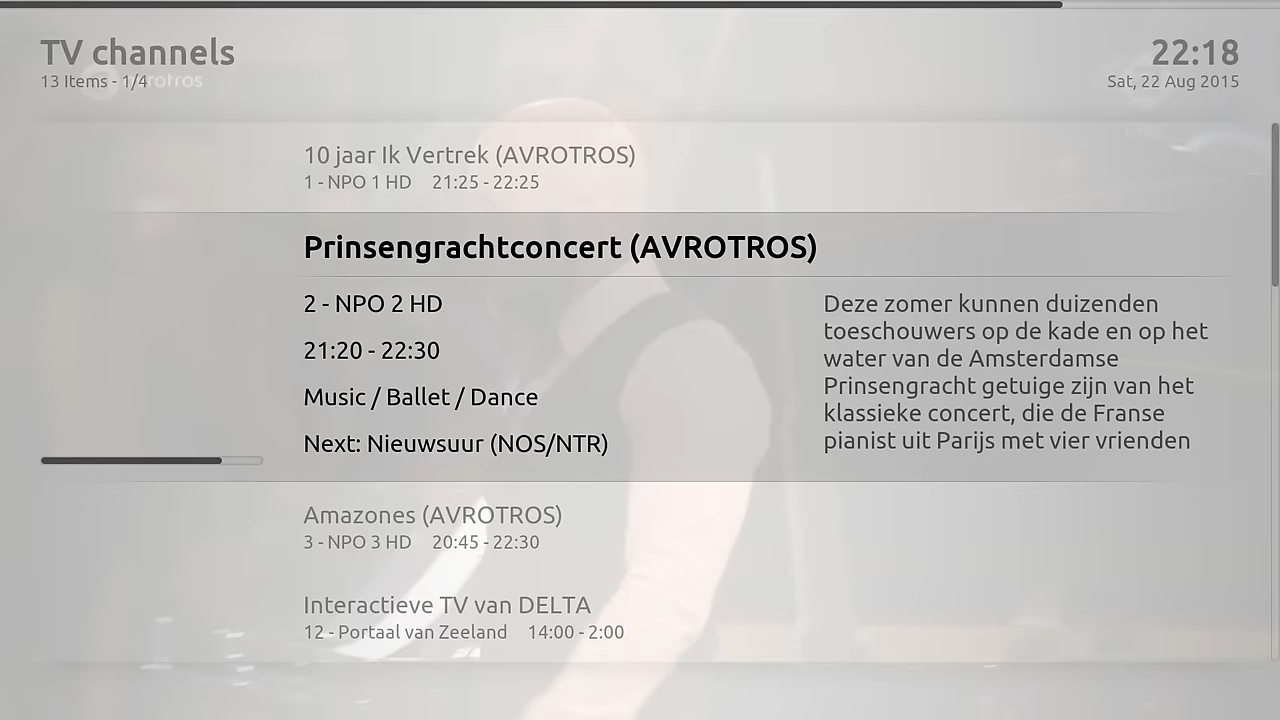 TV channels
22:18
13 Items - 1/4
Sat, 22 Aug 2015
10 jaar Ik Vertrek (AVROTROS)
1 - NPO 1 HD 21:25 - 22:25
Prinsengrachtconcert (AVROTROS)
2 - NPO 2 HD
21:20 - 22:30
Music / Ballet / Dance
Next: Nieuwsuur (NOS/NTR)
Deze zomer kunnen duizenden
toeschouwers op de kade en op het
water van de Amsterdamse
Prinsengracht getuige zijn van het
klassieke concert, die de Franse
pianist uit Parijs met vier vrienden
Amazones (AVROTROS)
3 - NPO 3 HD 20:45 - 22:30
Interactieve TV van DELTA
12 - Portaal van Zeeland 14:00 - 2:00